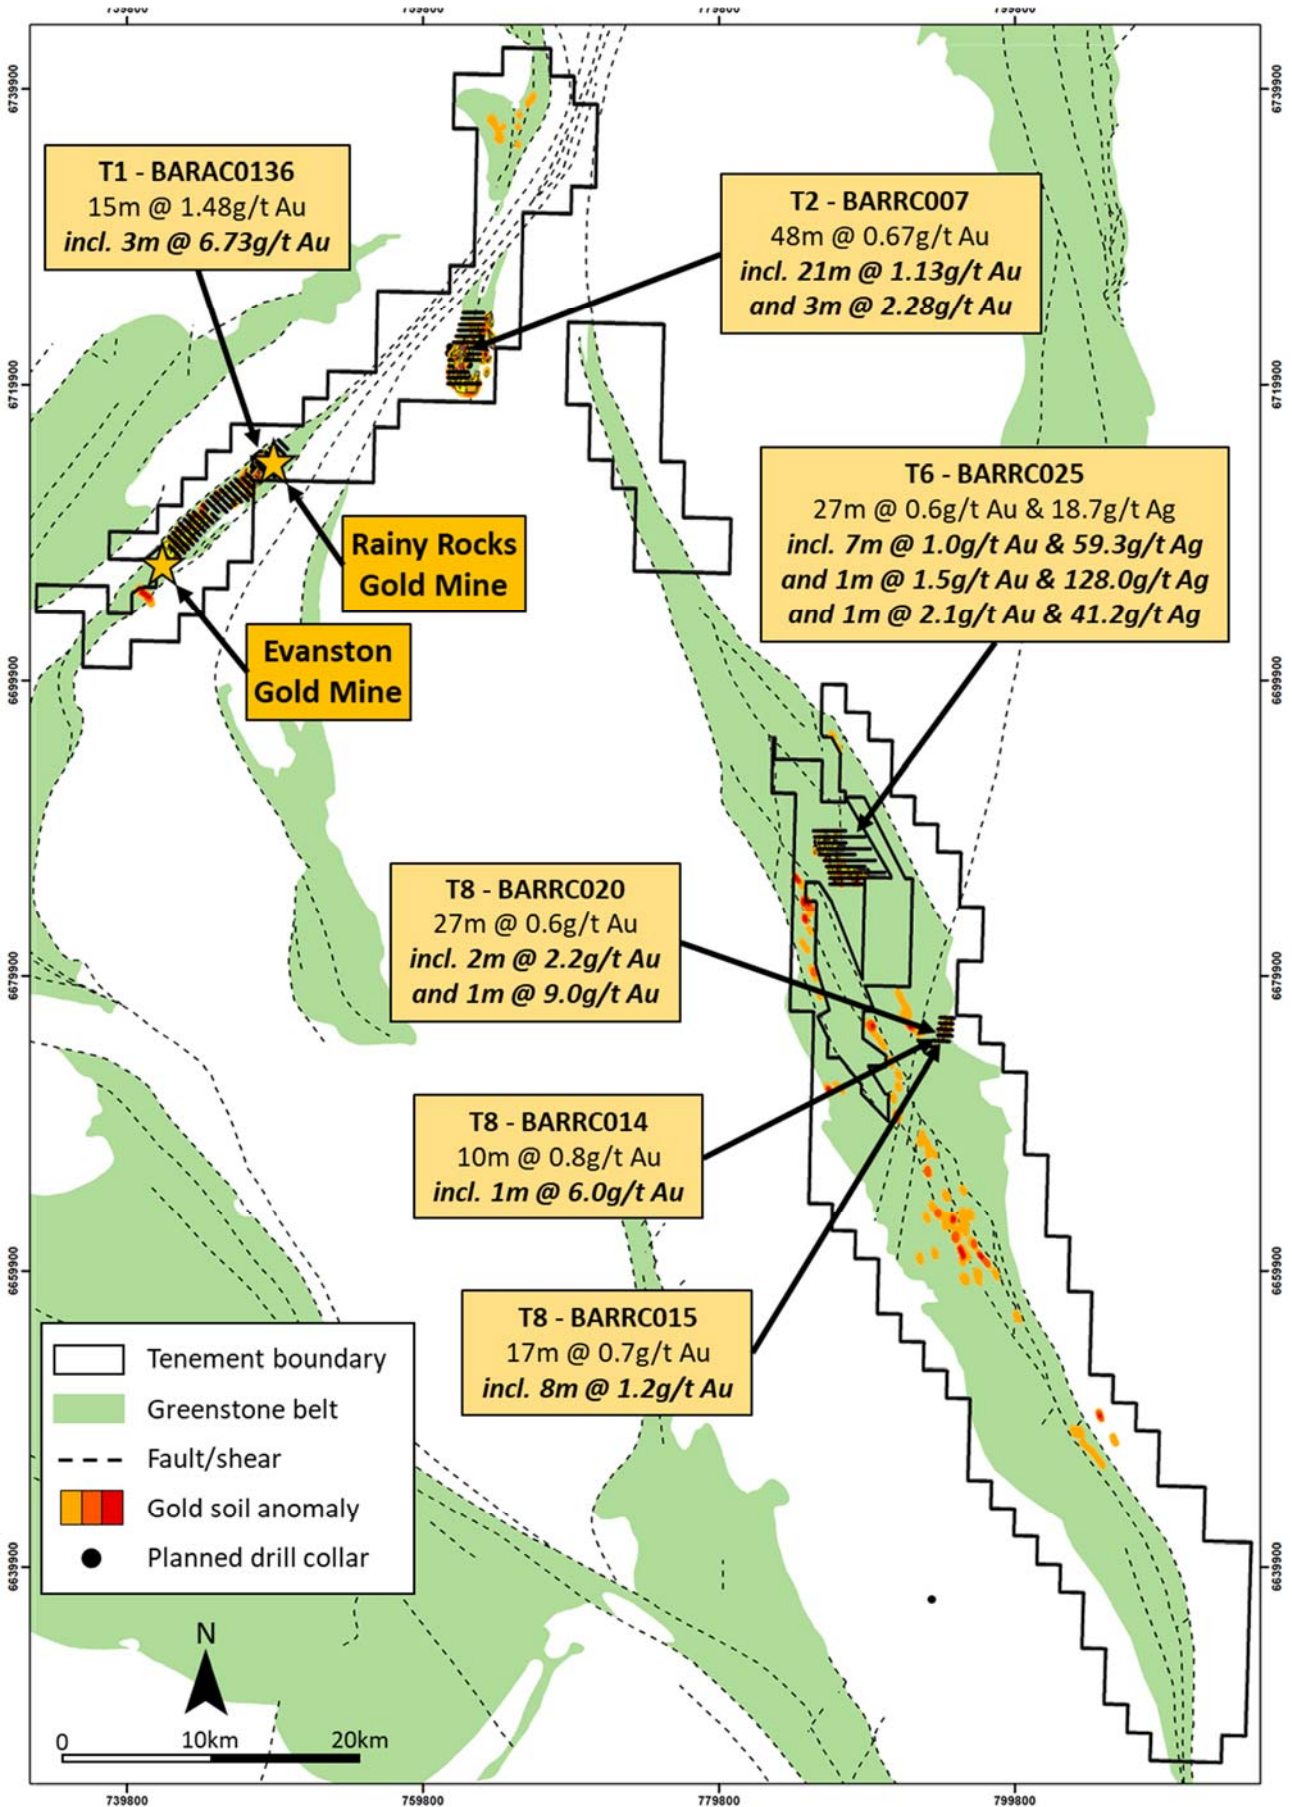 739800 759800 779800 799800
6739900
6739900
T1 - BARAC0136
15m @ 1.48g/t Au
incl. 3m @ 6.73g/t Au
T2 - BARRC007
48m @ 0.67g/t Au
incl. 21m @ 1.13g/t Au
and 3m @ 2.28g/t Au
6719900
6719900
T6 - BARRC025
27m @ 0.6g/t Au & 18.7g/t Ag
incl. 7m @ 1.0g/t Au & 59.3g/t Ag
and 1m @ 1.5g/t Au & 128.0g/t Ag
and 1m @ 2.1g/t Au & 41.2g/t Ag
Rainy Rocks
Gold Mine
Evanston
Gold Mine
6699900
6699900
T8 - BARRC020
27m @ 0.6g/t Au
incl. 2m @ 2.2g/t Au
and 1m @ 9.0g/t Au
6679900
6679900
T8 - BARRC014
10m @ 0.8g/t Au
incl. 1m @ 6.0g/t Au
6659900
6659900
T8 - BARRC015
17m @ 0.7g/t Au
incl. 8m @ 1.2g/t Au
Tenement boundary
Greenstone belt
Fault/shear
Gold soil anomaly
Planned drill collar
6639900
6639900
N
0 10km 20km
739800 759800 779800 799800